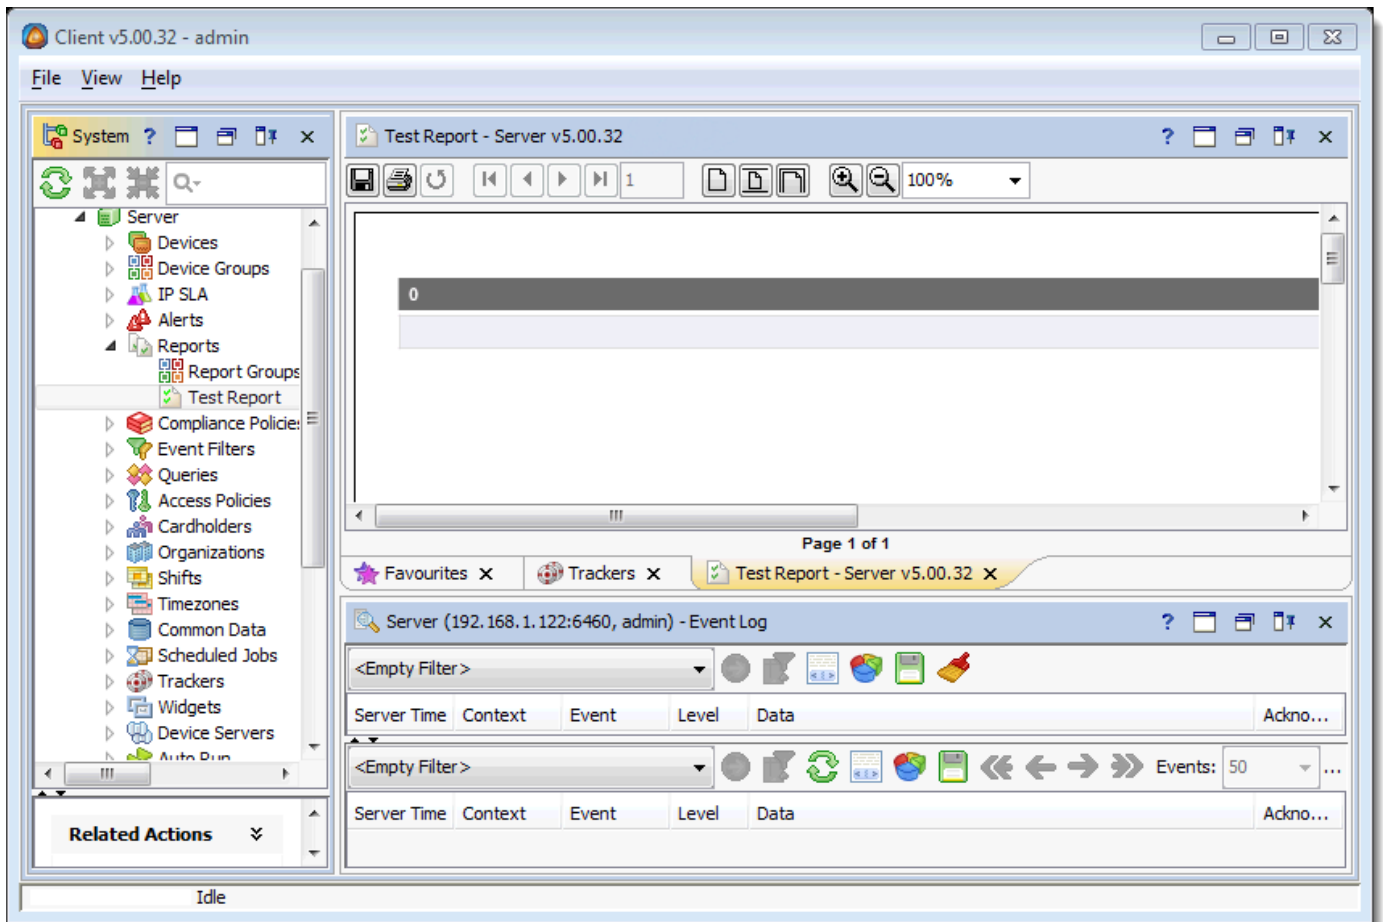 Client v5.00.32 - admin
File View Help
System ?
Server
Devices
Device Groups
IP SLA
Alerts
Reports
Report Groups
Test Report
Compliance Policie
Event Filters
Queries
Access Policies
Cardholders
Organizations
Shifts
Timezones
Common Data
Scheduled Jobs
Trackers
Widgets
Device Servers
Auto Run
Related Actions
Test Report - Server v5.00.32 ?
1 100%
0
Page 1 of 1
Favourites Trackers Test Report - Server v5.00.32
Server (192.168.1.122:6460, admin) - Event Log ?
<Empty Filter>
Server Time Context Event Level Data Ackno...
<Empty Filter> Events: 50 ...
Server Time Context Event Level Data Ackno...
Idle